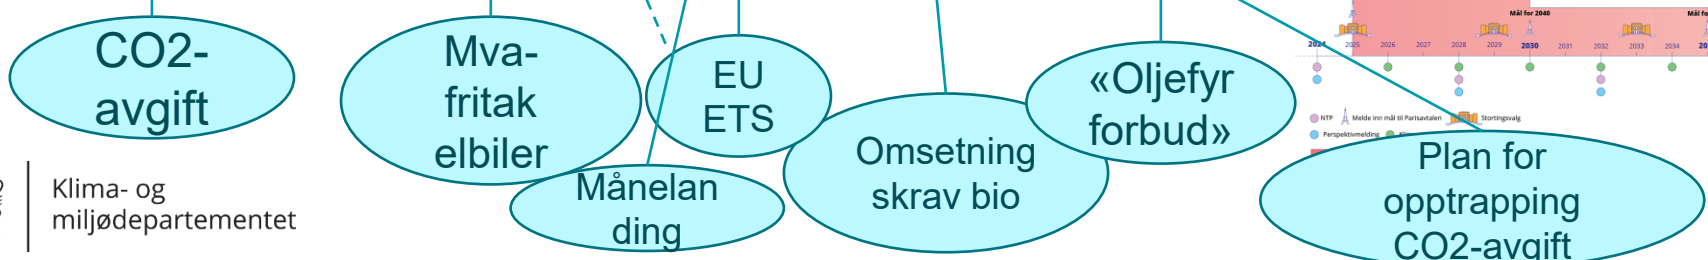 CO2-
avgift
Mva-
fritak
elbiler
EU
ETS
Månelan
ding
Omsetning
skrav bio
«Oljefyr
forbud»
Plan for
opptrapping
CO2-avgift
Mål for 2040
2024 2025 2026 2027 2028 2029 2030 2031 2032 2033 2034
NTP Melde inn mål til Parisavtalen Stortingsvalg
Perspektivmelding
Klima- og
miljødepartementet